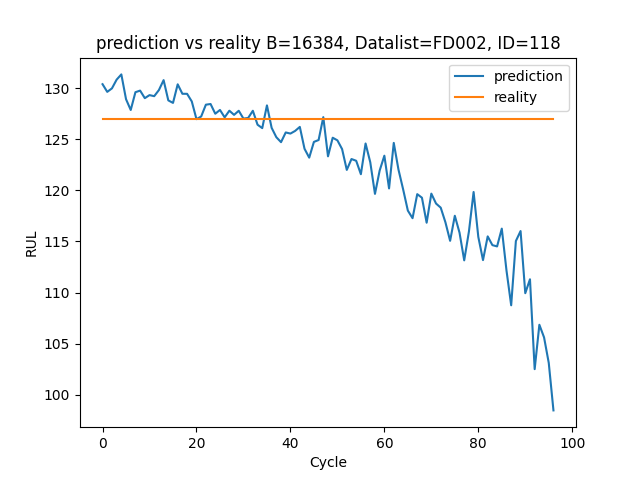 prediction vs reality B=16384, Datalist=FD002, ID=118
prediction
reality
130
125
120
115
110
105
100
RUL
0 20 40 60 80 100
Cycle